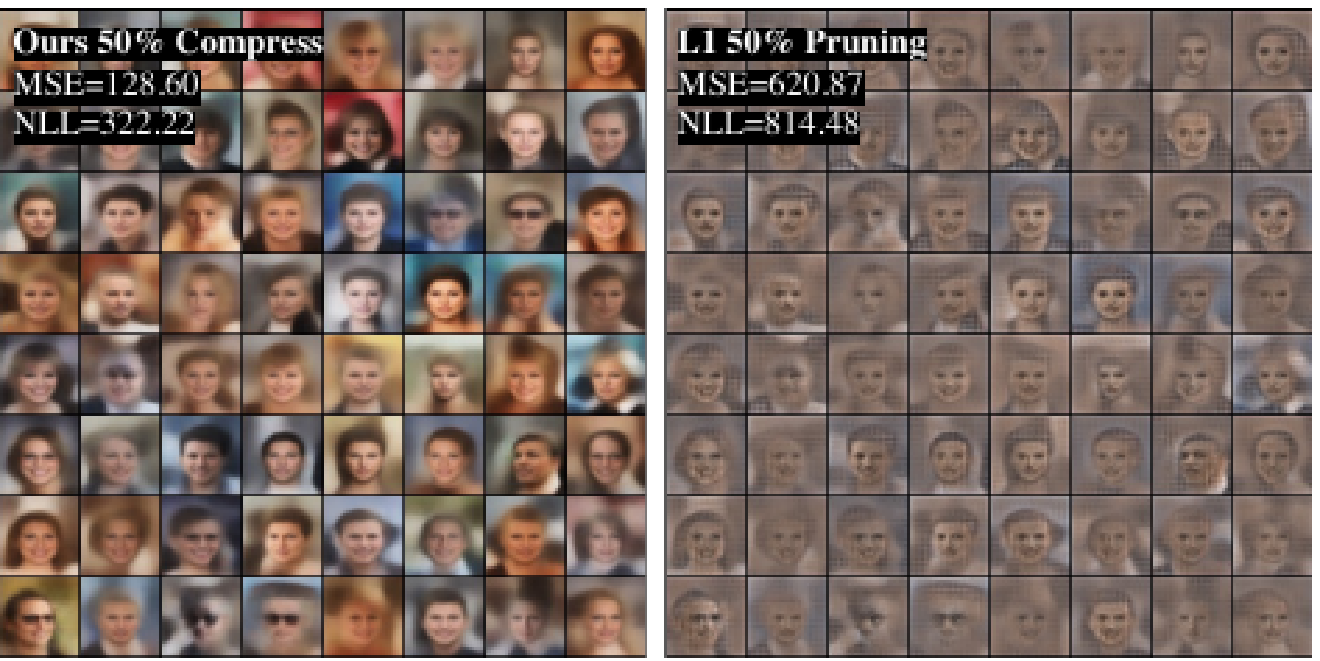 Ours 50% Compress
MSE=128.60
NLL=322.22
L1 50% Pruning
MSE=620.87
NLL=814.48